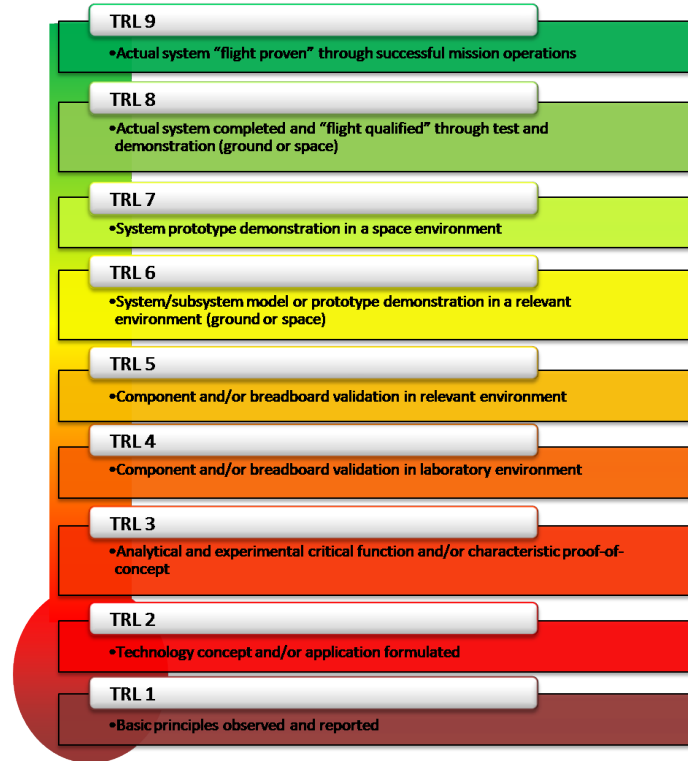 TRL 9
•Actual system “flight proven” through successful mission operations
TRL 8
•Actual system completed and “flight qualified” through test and
demonstration (ground or space)
TRL 7
•System prototype demonstration in a space environment
TRL 6
•System/subsystem model or prototype demonstration in a relevant
environment (ground or space)
TRL 5
•Component and/or breadboard validation in relevant environment
TRL 4
•Component and/or breadboard validation in laboratory environment
TRL 3
•Analytical and experimental critical function and/or characteristic proof-of-
concept
TRL 2
•Technology concept and/or application formulated
TRL 1
•Basic principles observed and reported